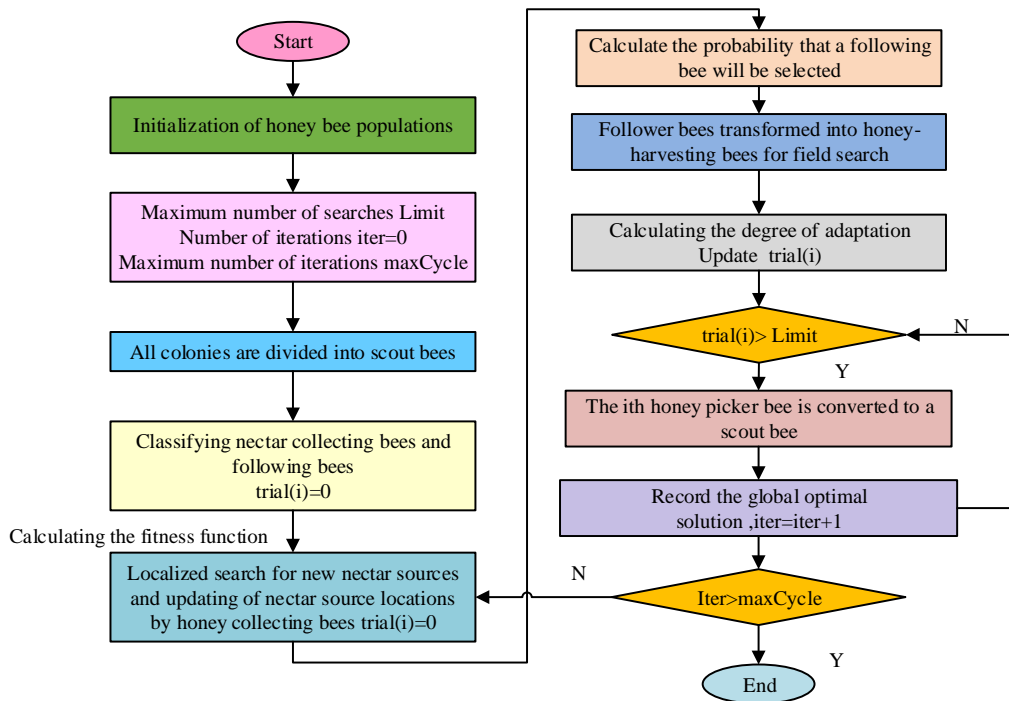 Start
Initialization of honey bee populations
Maximum number of searches Limit
Number of iterations iter=0
Maximum number of iterations maxCycle
All colonies are divided into scout bees
Classifying nectar collecting bees and
following bees
trial(i)=0
Calculating the fitness function
Localized search for new nectar sources
and updating of nectar source locations
by honey collecting bees trial(i)=0
Calculate the probability that a following
bee will be selected
Follower bees transformed into honey-
harvesting bees for field search
Calculating the degree of adaptation
Update trial(i)
trial(i)> Limit
N
Y
The ith honey picker bee is converted to a
scout bee
Record the global optimal
solution ,iter=iter+1
N
Iter>maxCycle
Y
End